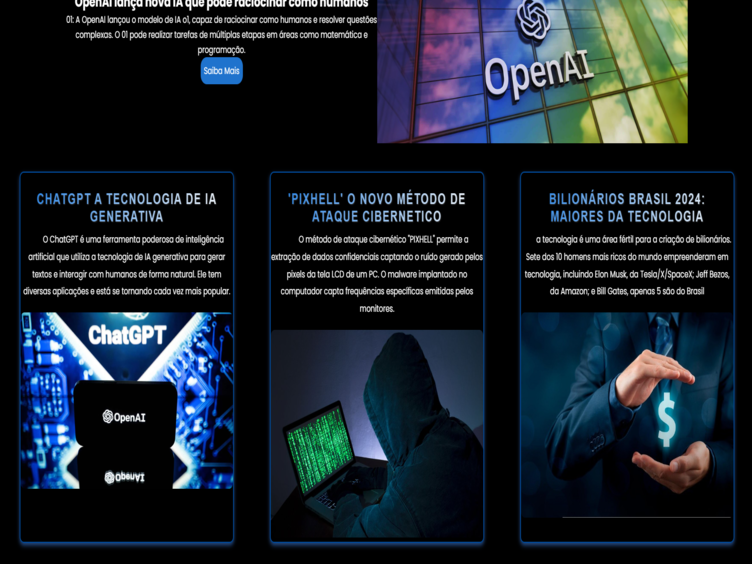 OpenAI lança nova IA que pode raciocinar como humanos
01: A OpenAI lançou o modelo de IA o1, capaz de raciocinar como humanos e resolver questões
complexas. O 01 pode realizar tarefas de múltiplas etapas em áreas como matemática e
programação.
Saiba Mais
OpenAI
CHATGPT A TECNOLOGIA DE IA
GENERATIVA
O ChatGPT é uma ferramenta poderosa de inteligência
artificial que utiliza a tecnologia de IA generativa para gerar
textos e interagir com humanos de forma natural. Ele tem
diversas aplicações e está se tornando cada vez mais popular.
ChatGPT
OpenAI
OpenAI
'PIXHELL' O NOVO MÉTODO DE
ATAQUE CIBERNETICO
O método de ataque cibernético "PIXHELL" permite a
extração de dados confidenciais captando o ruído gerado pelos
pixels da tela LCD de um PC. O malware implantado no
computador capta frequências específicas emitidas pelos
monitores.
BILIONÁRIOS BRASIL 2024:
MAIORES DA TECNOLOGIA
a tecnologia é uma área fértil para a criação de bilionários.
Sete dos 10 homens mais ricos do mundo empreenderam em
tecnologia, incluindo Elon Musk, da Tesla/X/SpaceX; Jeff Bezos,
da Amazon; e Bill Gates, apenas 5 são do Brasil
$